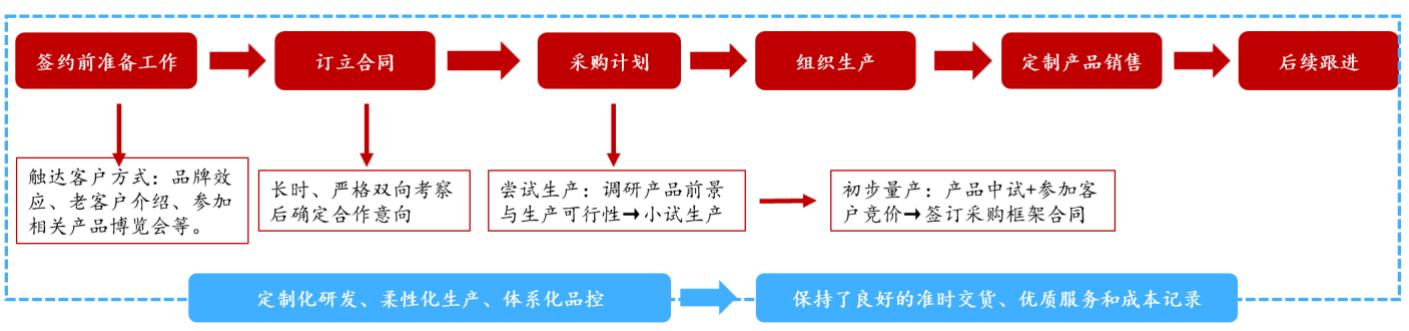 签约前准备工作
订立合同
采购计划
组织生产
定制产品销售
后续跟进
触达客户方式：品牌效
应、老客户介绍、参加
相关产品博览会等。
长时、严格双向考察
后确定合作意向
尝试生产：调研产品前景
与生产可行性→小试生产
初步量产：产品中试+参加客
户竞价→签订采购框架合同
定制化研发、柔性化生产、体系化品控
保持了良好的准时交货、优质服务和成本记录